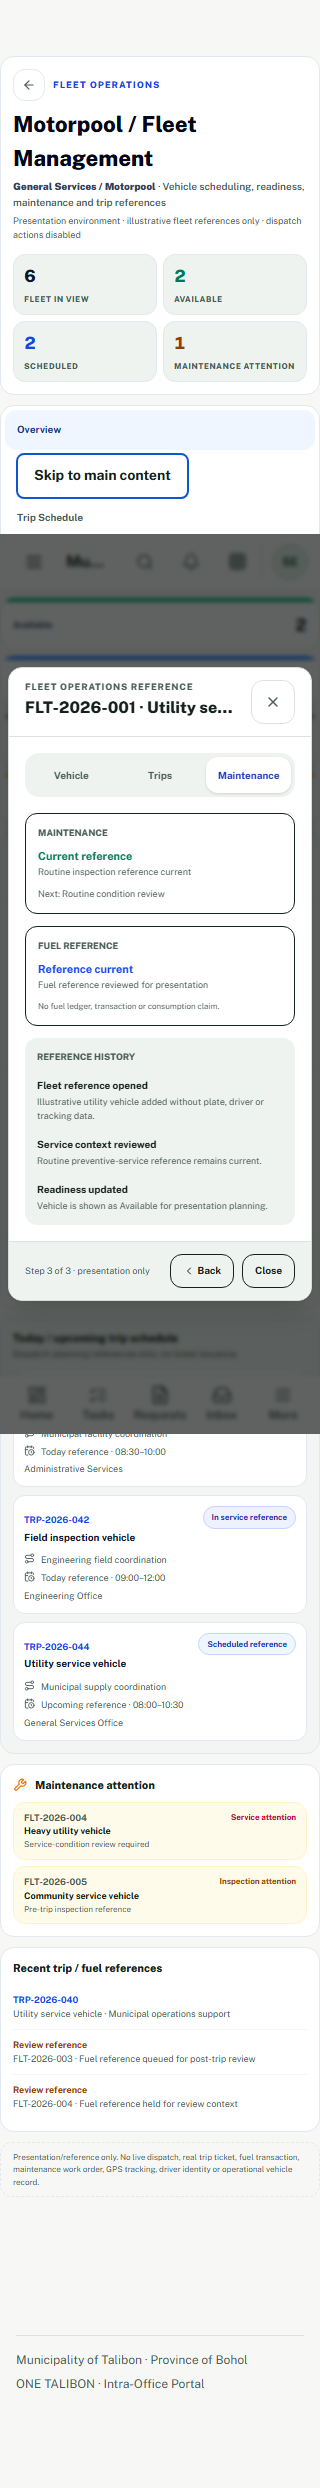 FLEET OPERATIONS
Motorpool / Fleet
Management
General Services / Motorpool · Vehicle scheduling, readiness,
maintenance and trip references
Presentation environment · illustrative fleet references only · dispatch
actions disabled
6
FLEET IN VIEW
2
AVAILABLE
2
SCHEDULED
1
MAINTENANCE ATTENTION
Overview
Skip to main content
Trip Schedule
Mu...
Available
2
FLEET OPERATIONS REFERENCE
FLT-2026-001 · Utility se...
Vehicle
Trips
Maintenance
MAINTENANCE
Current reference
Routine inspection reference current
Next: Routine condition review
FUEL REFERENCE
Reference current
Fuel reference reviewed for presentation
No fuel ledger, transaction or consumption claim.
REFERENCE HISTORY
Fleet reference opened
Illustrative utility vehicle added without plate, driver or
tracking data.
Service context reviewed
Routine preventive-service reference remains current.
Readiness updated
Vehicle is shown as Available for presentation planning.
Step 3 of 3 · presentation only
Back
Close
Today / upcoming trip schedule
Dispatch planning references only, no ticket issuance
Home
Tasks
Requests
Inbox
More
Municipal facility coordination
Today reference · 08:30–10:00
Administrative Services
TRP-2026-042
In service reference
Field inspection vehicle
Engineering field coordination
Today reference · 09:00–12:00
Engineering Office
TRP-2026-044
Scheduled reference
Utility service vehicle
Municipal supply coordination
Upcoming reference · 08:00–10:30
General Services Office
Maintenance attention
FLT-2026-004
Service attention
Heavy utility vehicle
Service-condition review required
FLT-2026-005
Inspection attention
Community service vehicle
Pre-trip inspection reference
Recent trip / fuel references
TRP-2026-040
Utility service vehicle · Municipal operations support
Review reference
FLT-2026-003 · Fuel reference queued for post-trip review
Review reference
FLT-2026-004 · Fuel reference held for review context
Presentation/reference only. No live dispatch, real trip ticket, fuel transaction,
maintenance work order, GPS tracking, driver identity or operational vehicle
record.
Municipality of Talibon · Province of Bohol
ONE TALIBON · Intra-Office Portal